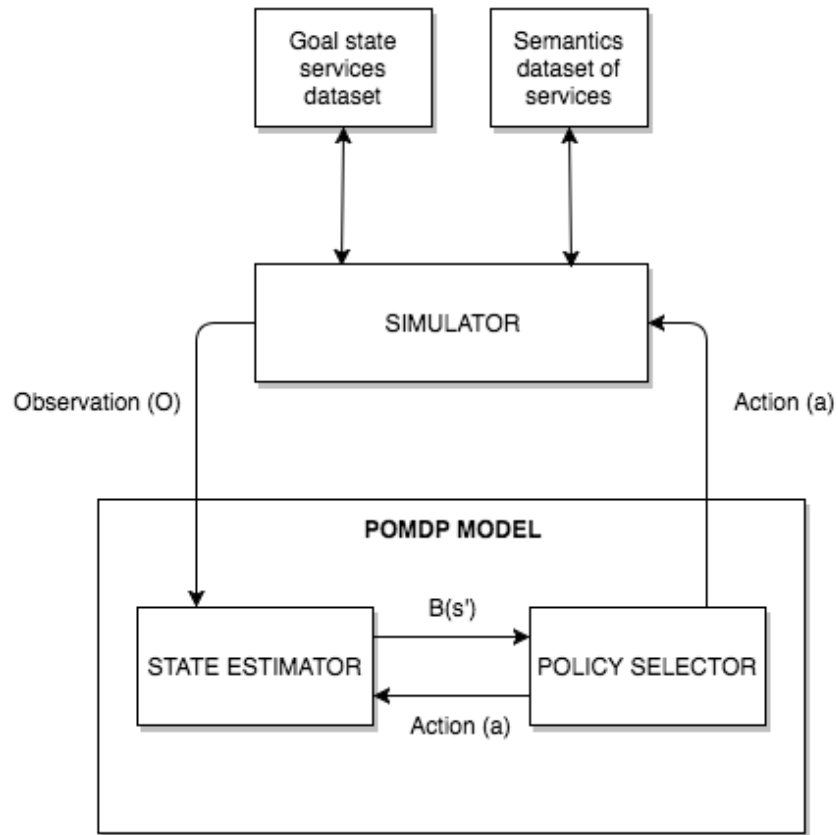 Goal state
services
dataset
Semantics
dataset of
services
SIMULATOR
Observation (O)
Action (a)
POMDP MODEL
B(s')
STATE ESTIMATOR
POLICY SELECTOR
Action (a)